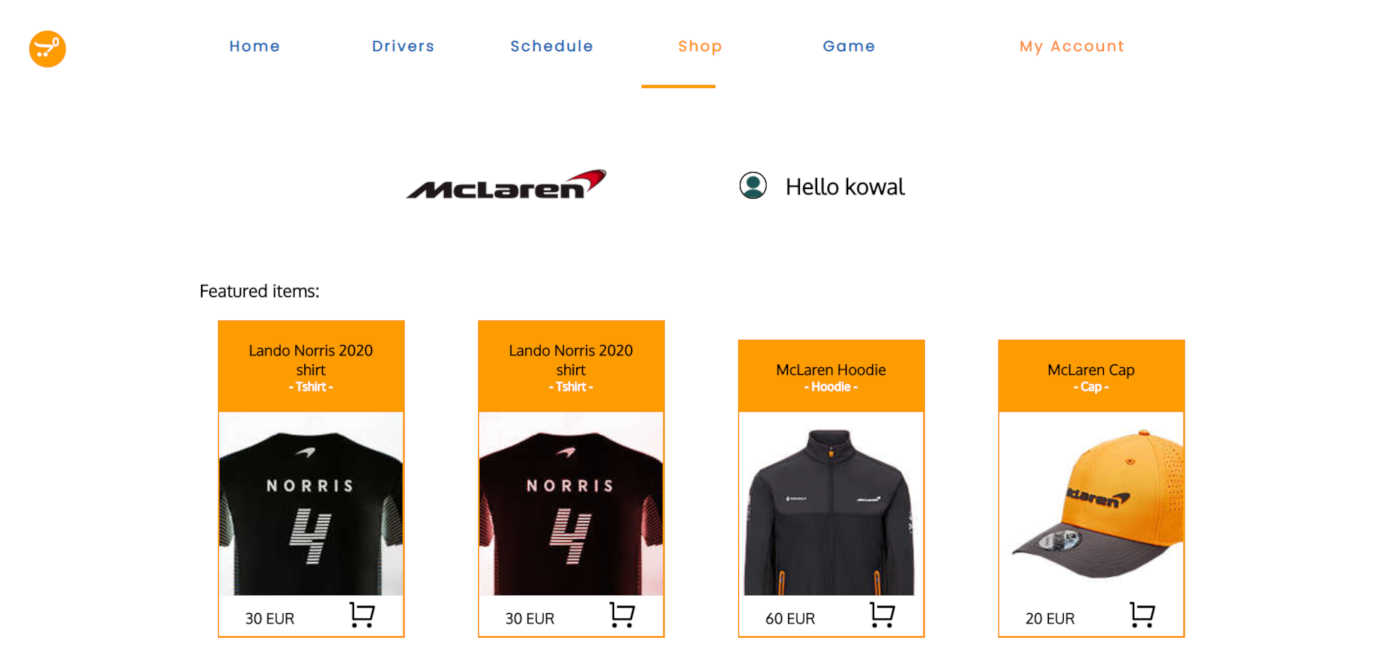 Home Drivers Schedule Shop Game My Account
McLaren
Hello kowal
Featured items:
Lando Norris 2020
shirt
- Tshirt -
NORRIS
4
30 EUR
Lando Norris 2020
shirt
- Tshirt -
NORRIS
4
30 EUR
McLaren Hoodie
- Hoodie -
60 EUR
McLaren Cap
- Cap -
McLaren
20 EUR